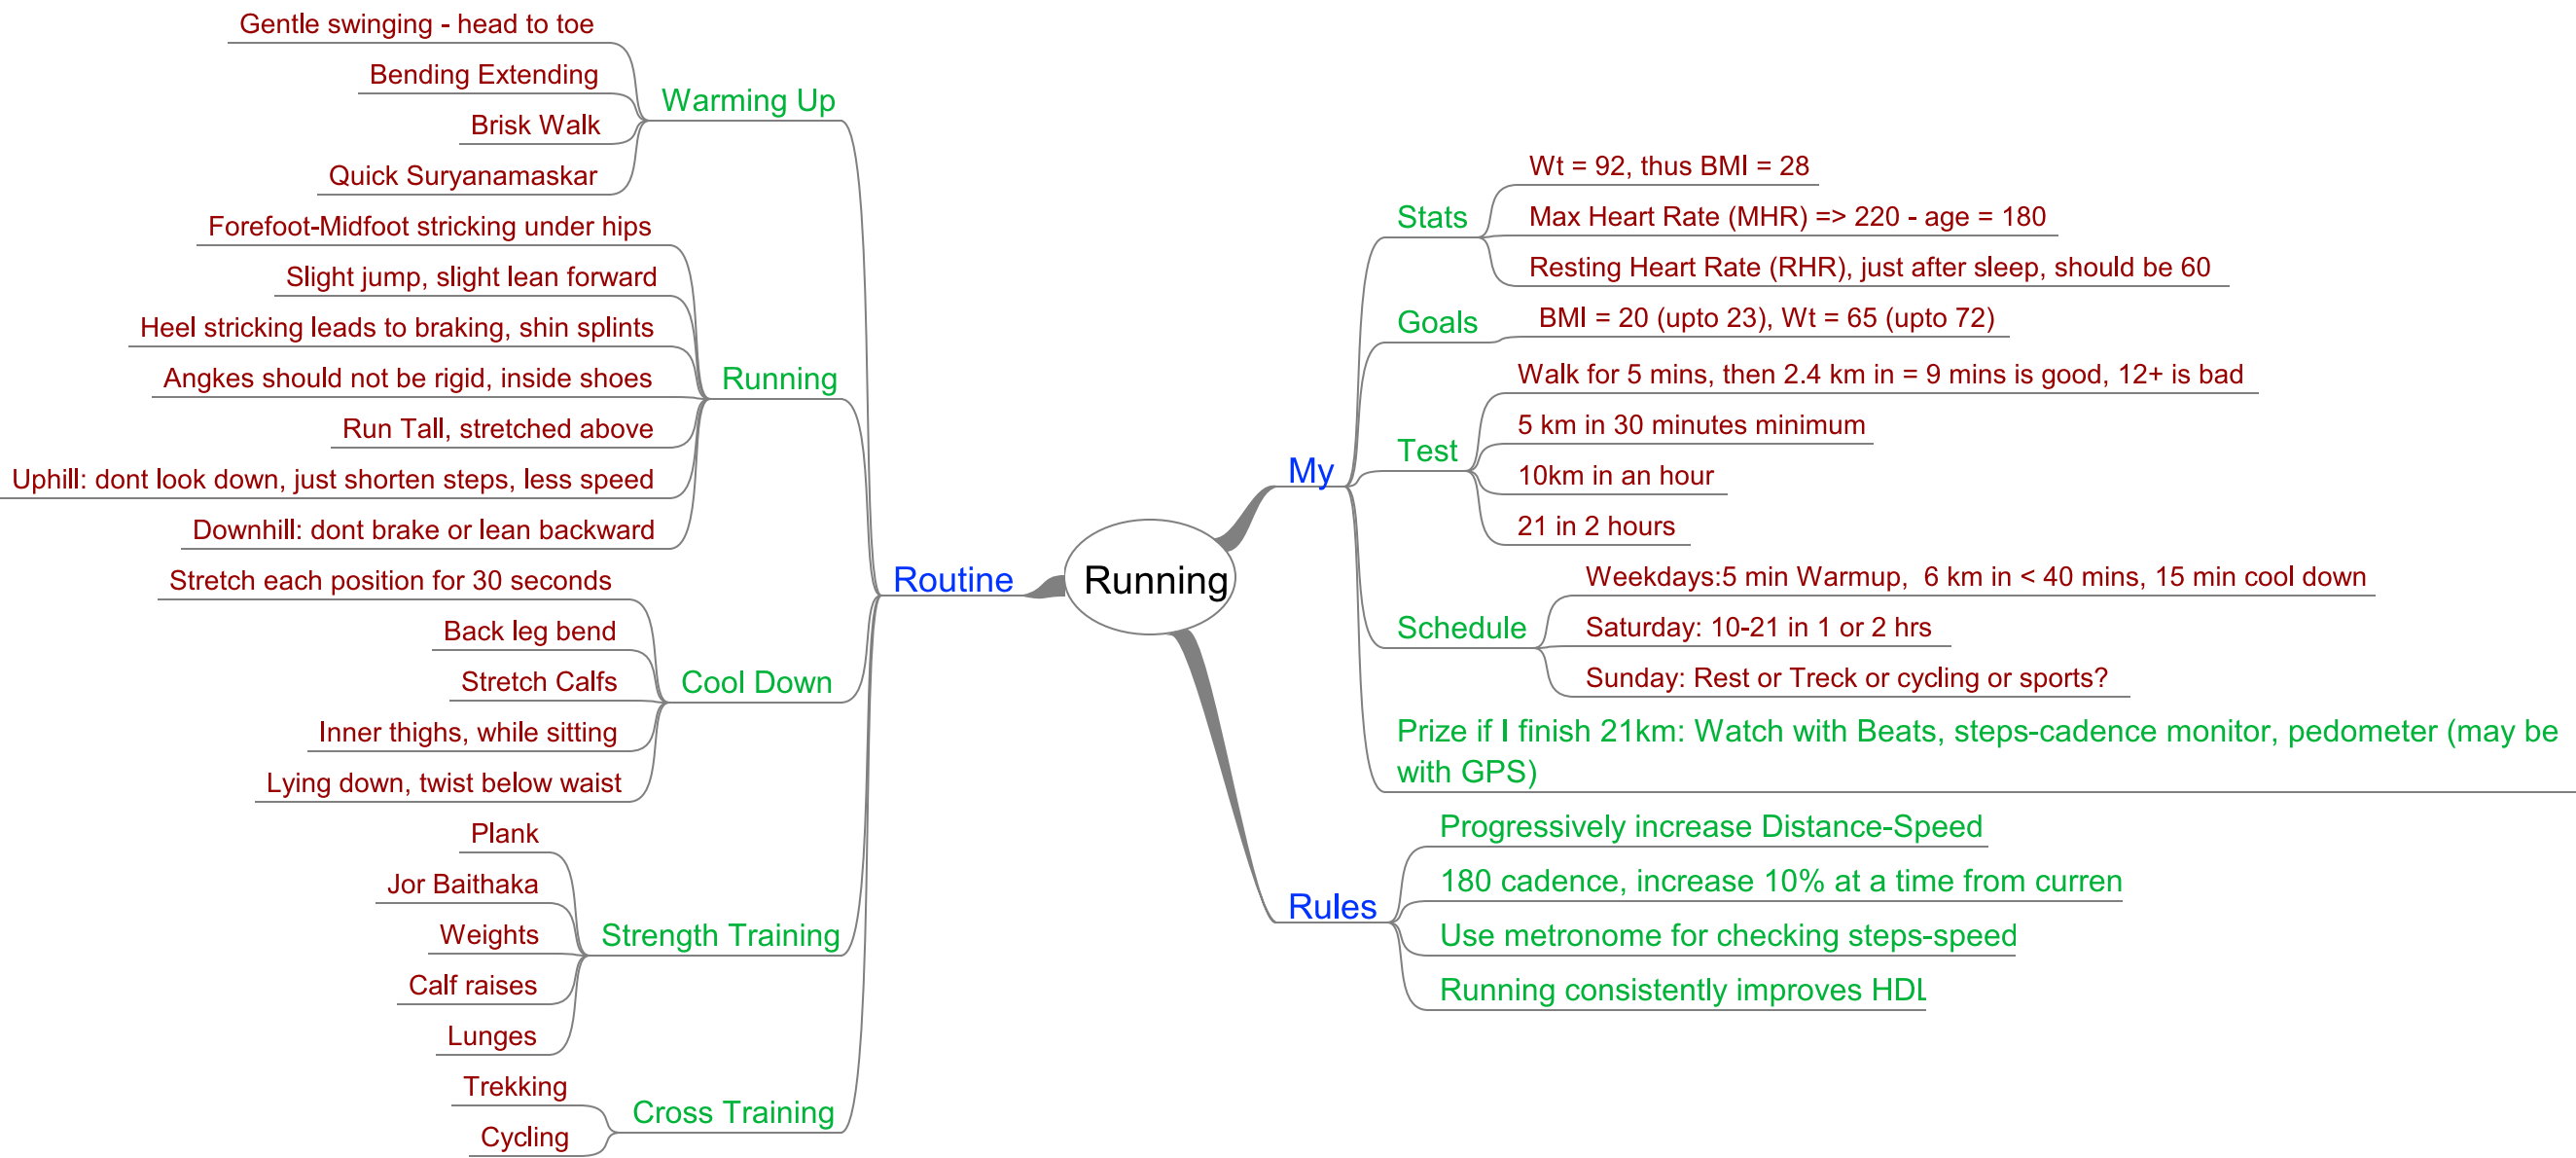 Gentle swinging - head to toe
Bending Extending
Brisk Walk
Quick Suryanamaskar
Warming Up
Forefoot-Midfoot stricking under hips
Slight jump, slight lean forward
Heel stricking leads to braking, shin splints
Angkes should not be rigid, inside shoes
Run Tall, stretched above
Uphill: dont look down, just shorten steps, less speed
Downhill: dont brake or lean backward
Running
Stretch each position for 30 seconds
Back leg bend
Stretch Calfs
Inner thighs, while sitting
Lying down, twist below waist
Cool Down
Plank
Jor Baithaka
Weights
Calf raises
Lunges
Strength Training
Trekking
Cycling
Cross Training
Routine
Running
My
Stats
Wt = 92, thus BMI = 28
Max Heart Rate (MHR) => 220 - age = 180
Resting Heart Rate (RHR), just after sleep, should be 60
Goals
BMI = 20 (upto 23), Wt = 65 (upto 72)
Test
Walk for 5 mins, then 2.4 km in = 9 mins is good, 12+ is bad
5 km in 30 minutes minimum
10km in an hour
21 in 2 hours
Schedule
Weekdays:5 min Warmup,  6 km in < 40 mins, 15 min cool down
Saturday: 10-21 in 1 or 2 hrs
Sunday: Rest or Treck or cycling or sports?
Prize if I finish 21km: Watch with Beats, steps-cadence monitor, pedometer (may be
with GPS)
Rules
Progressively increase Distance-Speed
180 cadence, increase 10% at a time from curren
Use metronome for checking steps-speed
Running consistently improves HDL